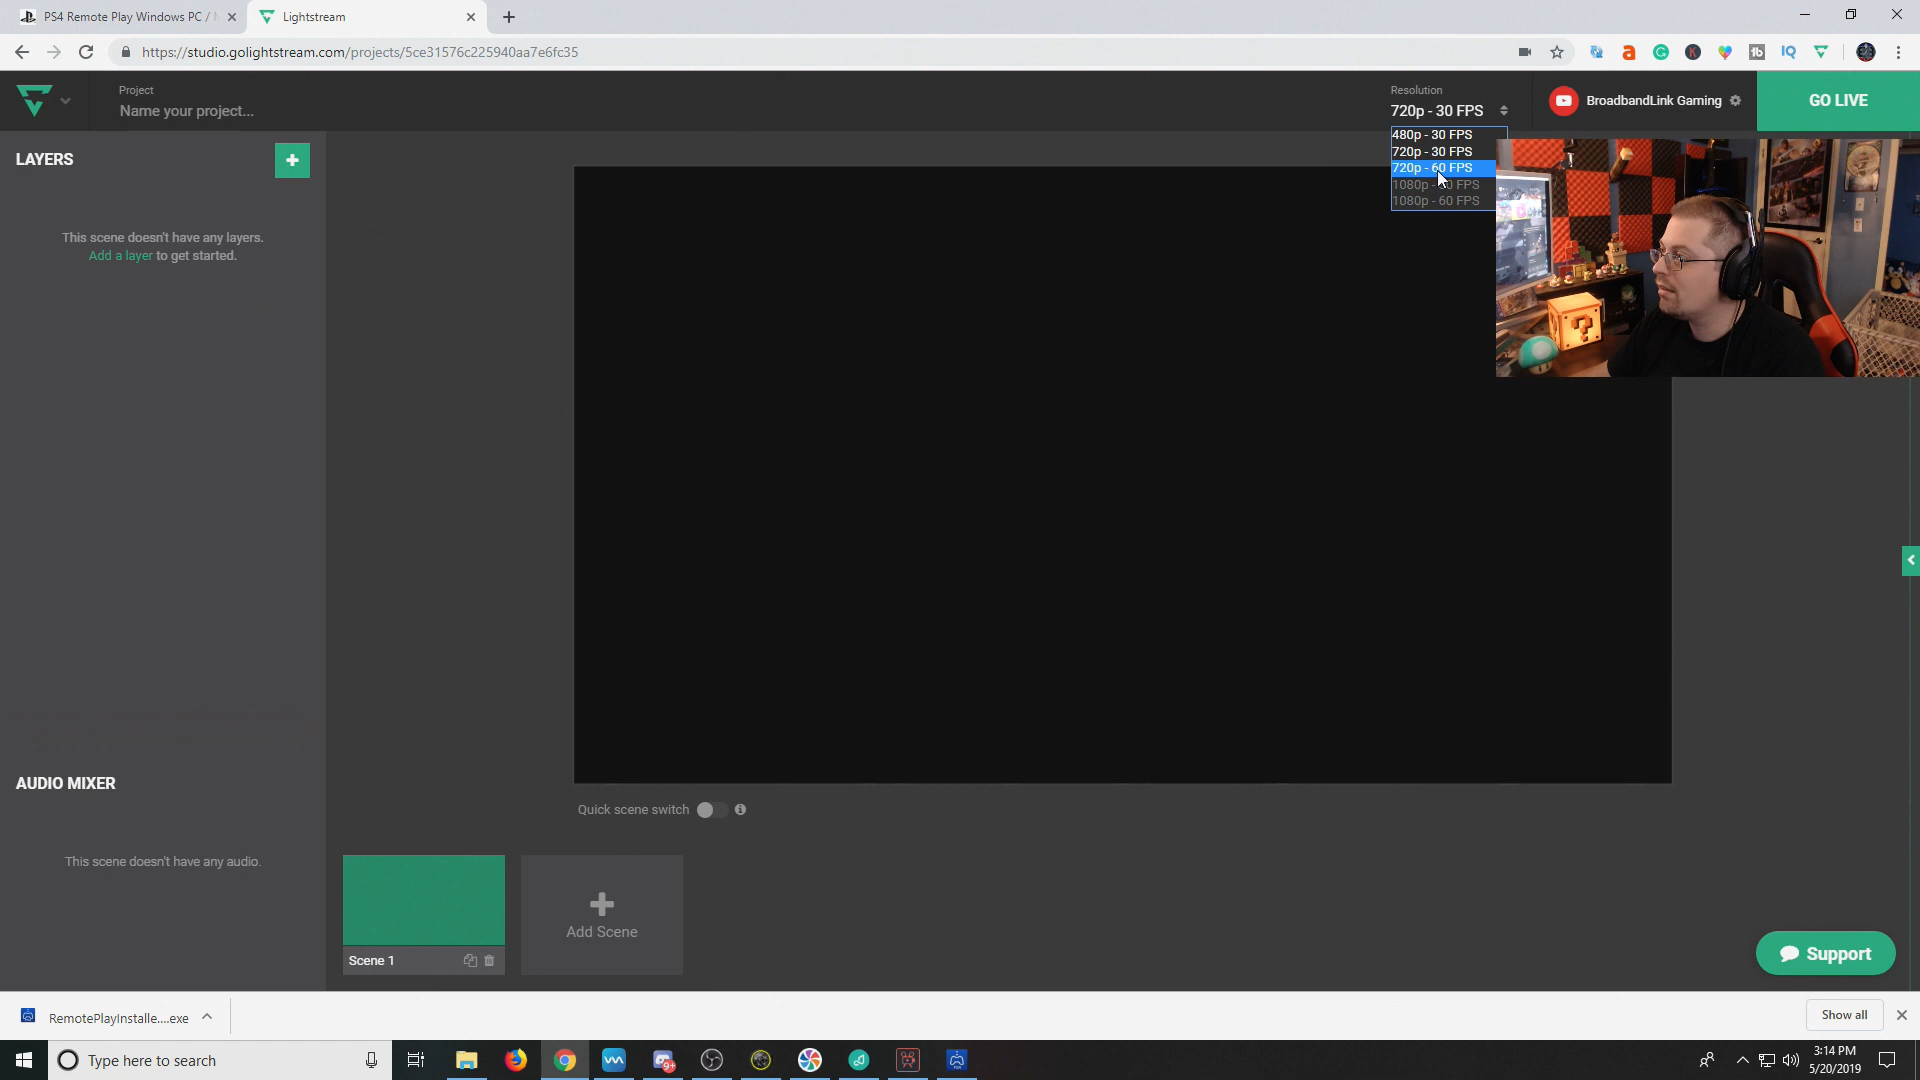 PS4 Remote Play Windows PC /
Lightstream
https://studio.golightstream.com/projects/5ce31576c225940aa7e6fc35
Project
Name your project...
Resolution
720p - 30 FPS
BroadbandLink Gaming
GO LIVE
480p - 30 FPS
720p - 30 FPS
720p - 60 FPS
1080p - 30 FPS
1080p - 60 FPS
LAYERS
This scene doesn't have any layers.
Add a layer to get started.
AUDIO MIXER
This scene doesn't have any audio.
Quick scene switch
Add Scene
Scene 1
Support
RemotePlayInstalle....exe
Show all
Type here to search
9+
3:14 PM
5/20/2019